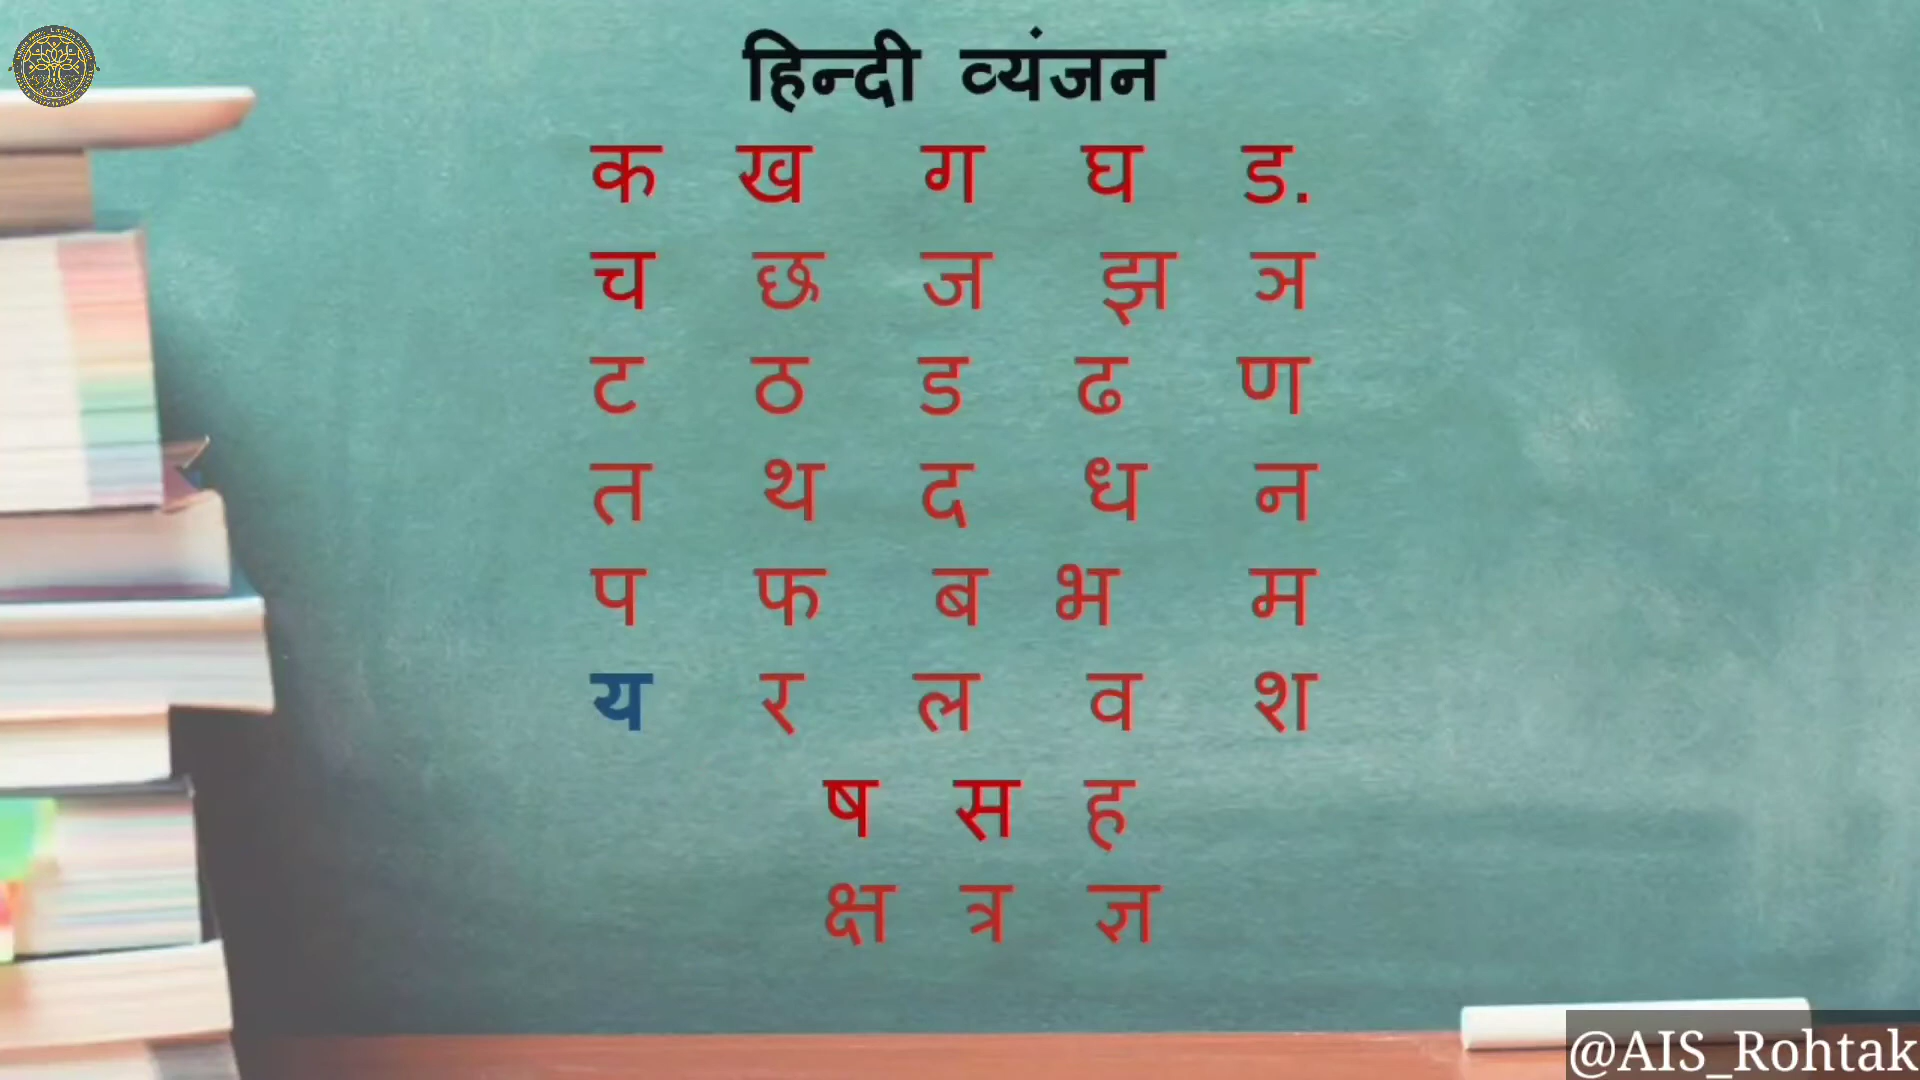 हिन्दी व्यंजन
क ख ग घ ड.
च छ ज झ ञ
ट ठ ड ढ ण
त थ द ध न
प फ ब भ म
य र ल व श
ष स ह
क्ष त्र ज्ञ
@AIS_Rohtak